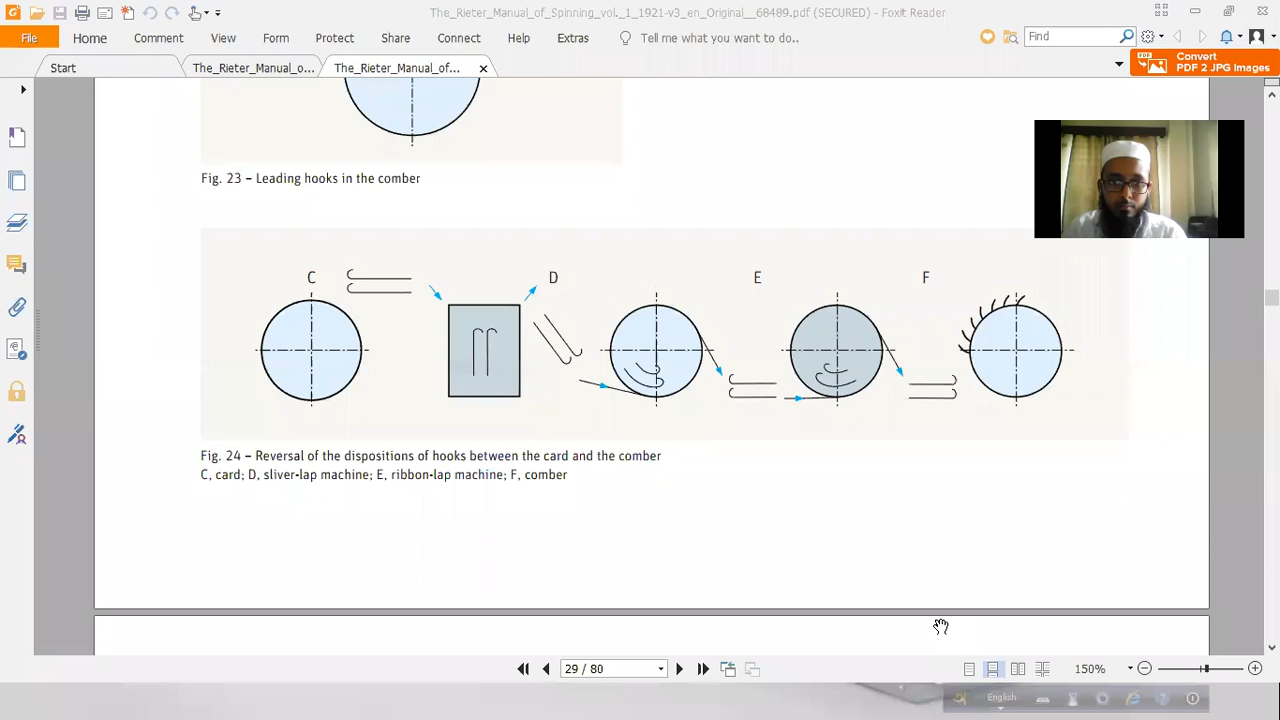 The_Rieter_Manual_of_Spinning_vol._1_1921-v3_en_Original__68489.pdf (SECURED) - Foxit Reader
File Home Comment View Form Protect Share Connect Help Extras Tell me what you want to do.. Find
Start The_Rieter_Manual_o... The_Rieter_Manual_of...
Convert
PDF 2 JPG Images
Fig. 23 – Leading hooks in the comber
C D E F
Fig. 24 – Reversal of the dispositions of hooks between the card and the comber
C, card; D, sliver-lap machine; E, ribbon-lap machine; F, comber
29 / 80 150%
English